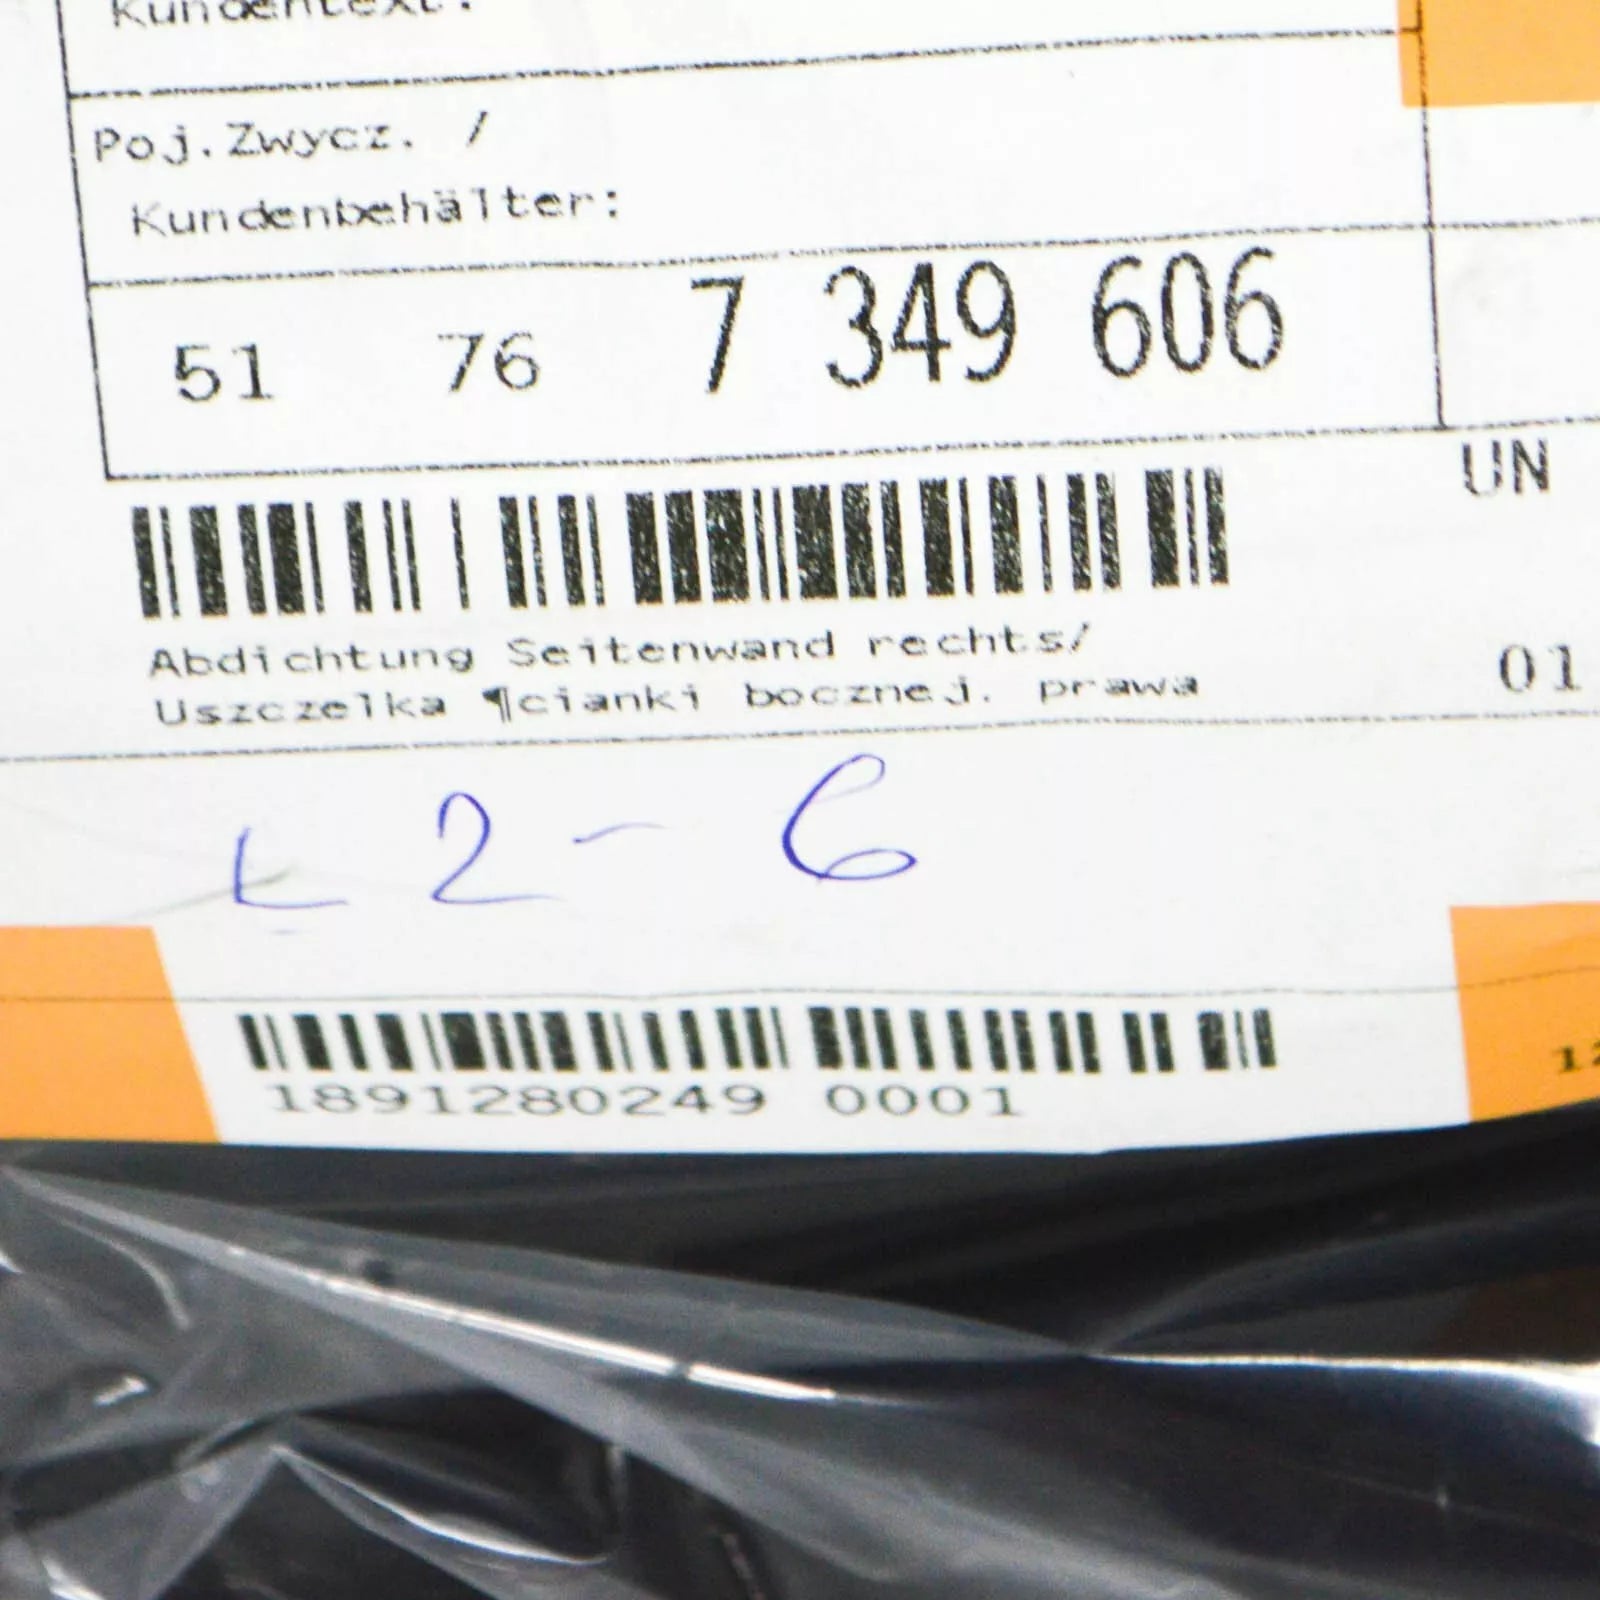 Kundentext:
Poj.Zwycz. /
Kundenbehälter:
51 76 7 349 606
UN
Abdichtung Seitenwand rechts/
Uszczelka ¶cianki bocznej. prawa
01
L 2 - 6
1891280249 0001